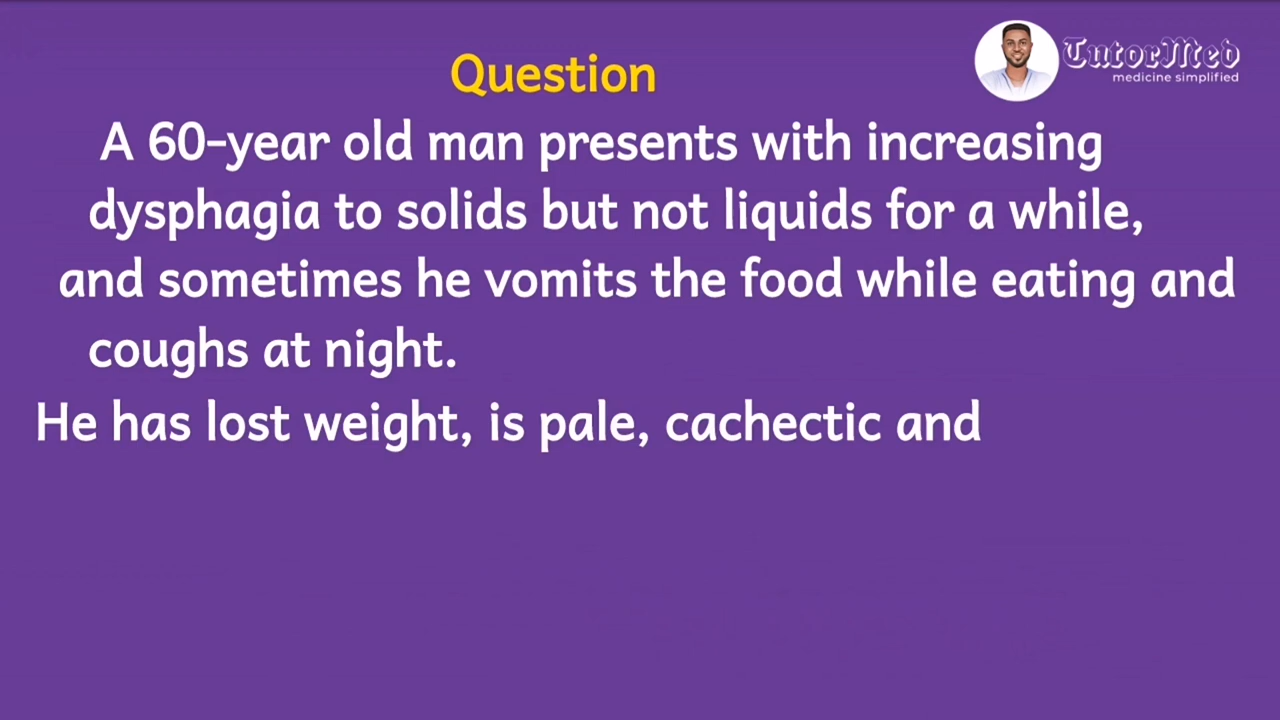 Question
TutorMed
medicine simplified
A 60-year old man presents with increasing
dysphagia to solids but not liquids for a while,
and sometimes he vomits the food while eating and
coughs at night.
He has lost weight, is pale, cachectic and